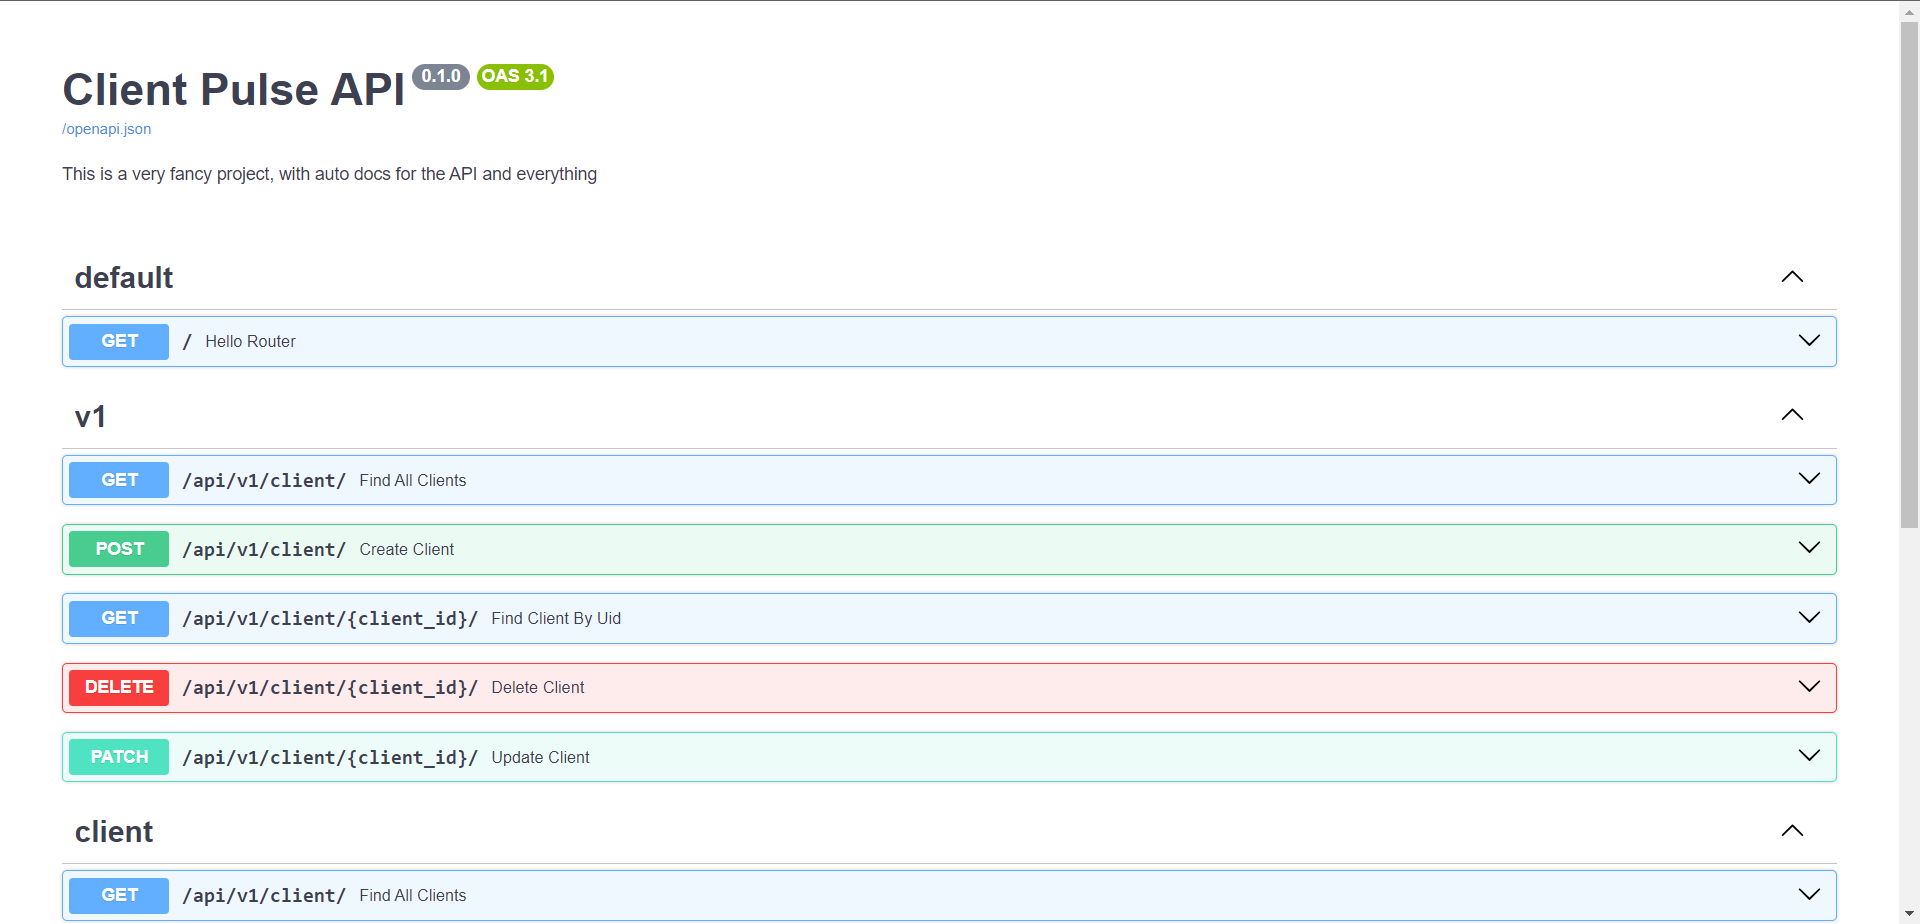 Client Pulse API 0.1.0 OAS 3.1
/openapi.json
This is a very fancy project, with auto docs for the API and everything
default
GET / Hello Router
v1
GET /api/v1/client/ Find All Clients
POST /api/v1/client/ Create Client
GET /api/v1/client/{client_id}/ Find Client By Uid
DELETE /api/v1/client/{client_id}/ Delete Client
PATCH /api/v1/client/{client_id}/ Update Client
client
GET /api/v1/client/ Find All Clients